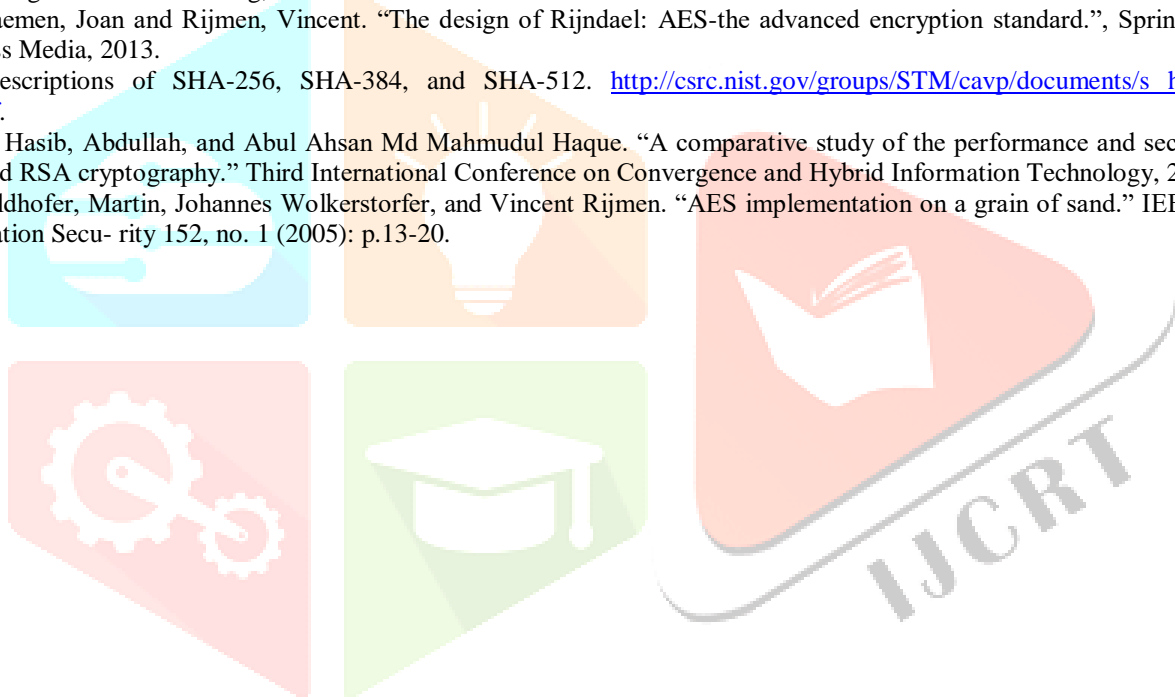 aemen, Joan and Rijmen, Vincent. “The design of Rijndael: AES-the advanced encryption standard.”, Sprin
ss Media, 2013.
escriptions of SHA-256, SHA-384, and SHA-512. http://csrc.nist.gov/groups/STM/cavp/documents/s_h
.
Hasib, Abdullah, and Abul Ahsan Md Mahmudul Haque. “A comparative study of the performance and sec
d RSA cryptography.” Third International Conference on Convergence and Hybrid Information Technology, 2
ldhofer, Martin, Johannes Wolkerstorfer, and Vincent Rijmen. “AES implementation on a grain of sand.” IEE
ation Secu- rity 152, no. 1 (2005): p.13-20.
IJCRT